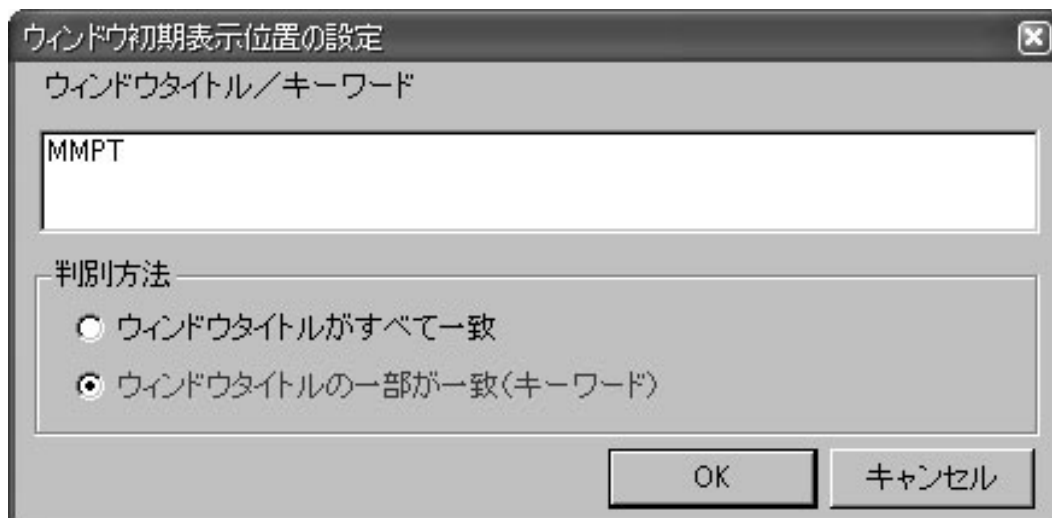 ウィンドウ初期表示位置の設定
ウィンドウタイトル／キーワード
MMPT
判別方法
ウィンドウタイトルがすべて一致
ウィンドウタイトルの一部が一致(キーワード)
OK キャンセル